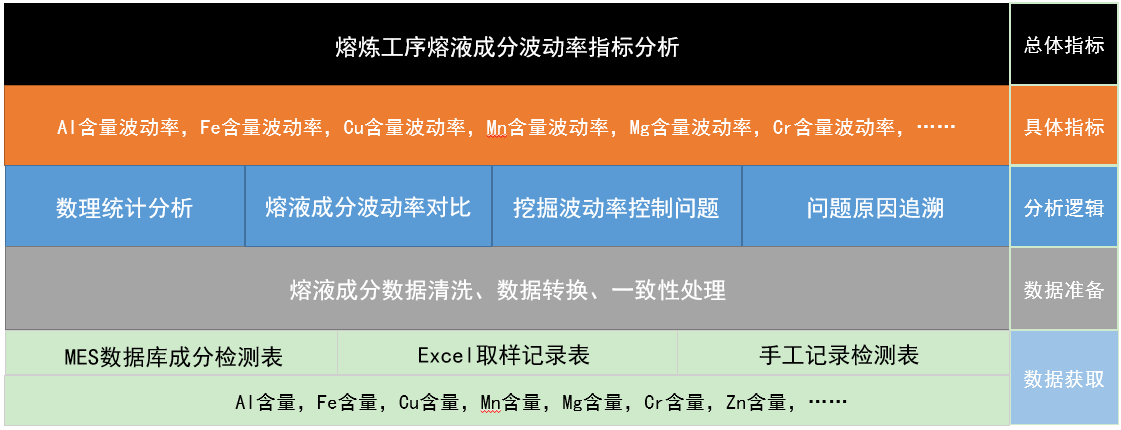 熔炼工序熔液成分波动率指标分析
总体指标
Al含量波动率，Fe含量波动率，Cu含量波动率，Mn含量波动率，Mg含量波动率，Cr含量波动率，……
具体指标
数理统计分析
熔液成分波动率对比
挖掘波动率控制问题
问题原因追溯
分析逻辑
熔液成分数据清洗、数据转换、一致性处理
数据准备
MES数据库成分检测表
Excel取样记录表
手工记录检测表
数据获取
Al含量，Fe含量，Cu含量，Mn含量，Mg含量，Cr含量，Zn含量，……